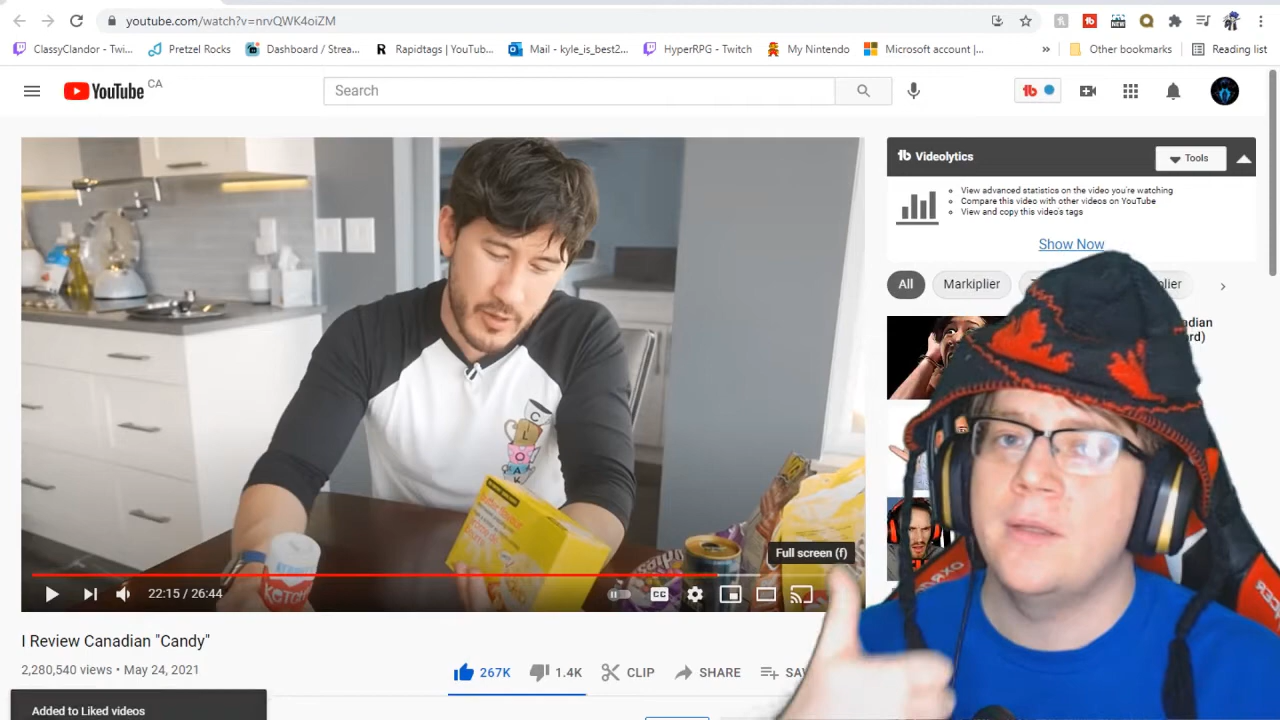 youtube.com/watch?v=nrvQWK4oiZM
ClassyClandor - Twi...
Pretzel Rocks
Dashboard / Strea...
Rapidtags | YouTub...
Mail - kyle_is_best2...
HyperRPG - Twitch
My Nintendo
Microsoft account |...
»
Other bookmarks
Reading list
YouTube CA
Search
tb
tb Videolytics
Tools
View advanced statistics on the video you're watching
Compare this video with other videos on YouTube
View and copy this video's tags
Show Now
All
Markiplier
CLOAK
Full screen (f)
22:15 / 26:44
CC
I Review Canadian "Candy"
2,280,540 views • May 24, 2021
267K
1.4K
CLIP
SHARE
Added to Liked videos